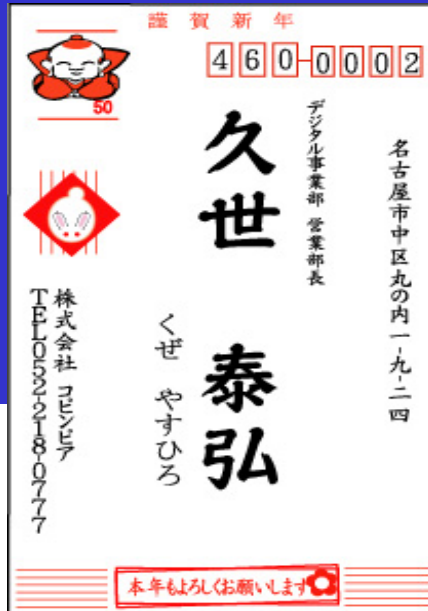 謹賀新年
50
460-0002
名古屋市中区丸の内一-九-二四
デジタル事業部 営業部長
久世 泰弘
くぜ やすひろ
株式会社 コピンピア
TEL052-218-0777
本年もよろしくお願いします